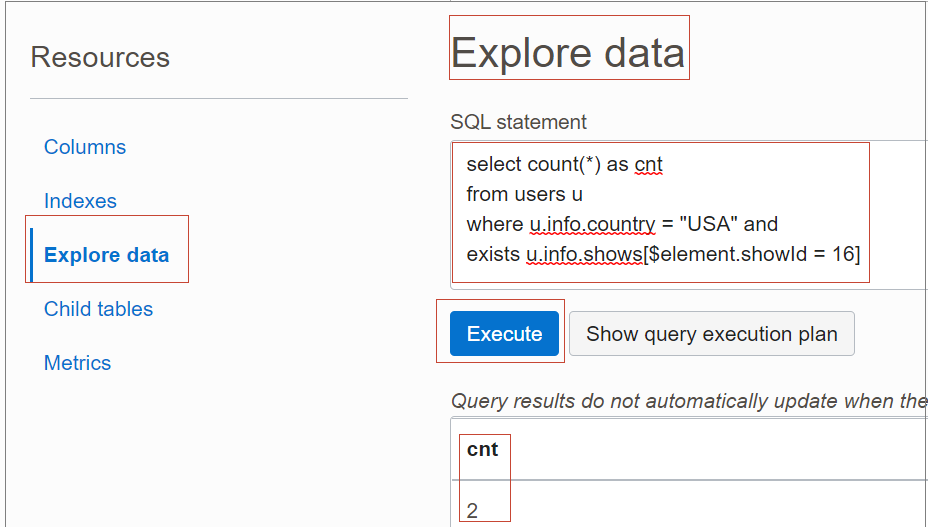 Resources
Columns
Indexes
Explore data
Child tables
Metrics
Explore data
SQL statement
select count(*) as cnt
from users u
where u.info.country = "USA" and
exists u.info.shows[$element.showId = 16]
Execute
Show query execution plan
Query results do not automatically update when the
cnt
2